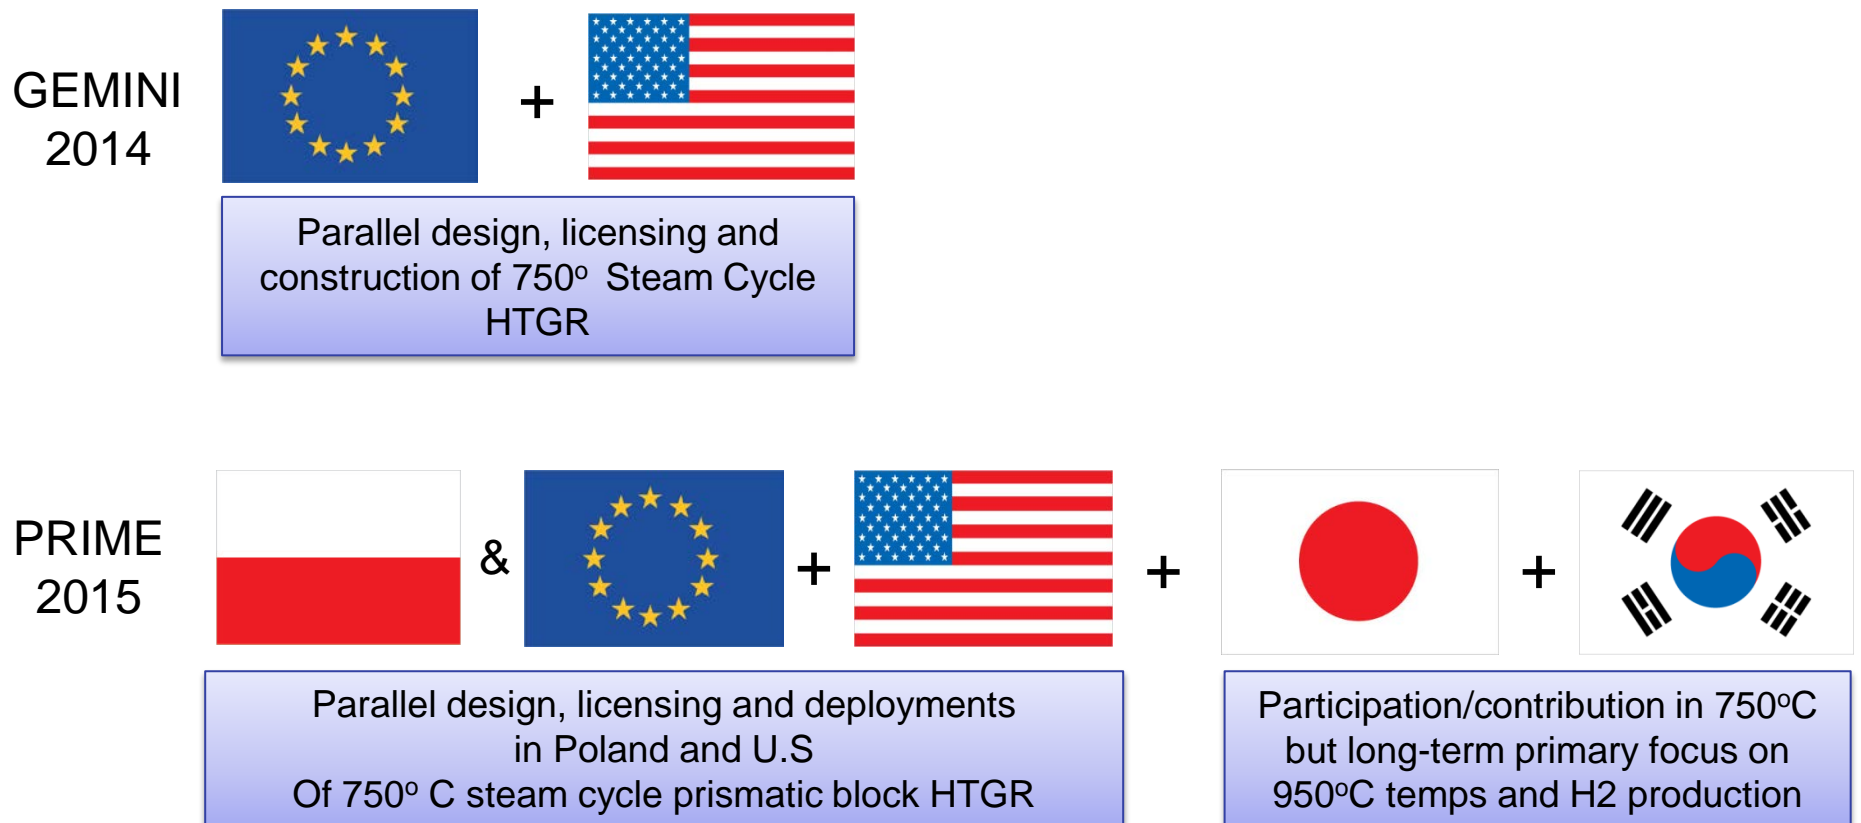 GEMINI
2014
+
Parallel design, licensing and
construction of 750º Steam Cycle
HTGR
PRIME
2015
&
+
+
+
Parallel design, licensing and deployments
in Poland and U.S
Of 750º C steam cycle prismatic block HTGR
Participation/contribution in 750ºC
but long-term primary focus on
950ºC temps and H2 production